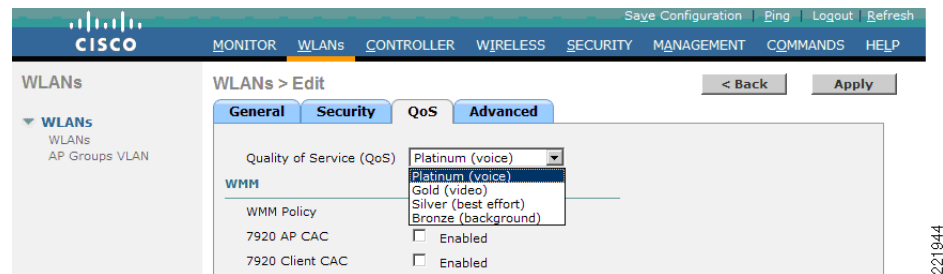 Save Configuration | Ping | Logout | Refresh
CISCO
MONITOR WLANs CONTROLLER WIRELESS SECURITY MANAGEMENT COMMANDS HELP
WLANs
WLANs > Edit
< Back
Apply
WLANs
WLANs
AP Groups VLAN
General Security QoS Advanced
Quality of Service (QoS) Platinum (voice)
Platinum (voice)
Gold (video)
Silver (best effort)
Bronze (background)
WMM
WMM Policy
7920 AP CAC Enabled
7920 Client CAC Enabled
221944